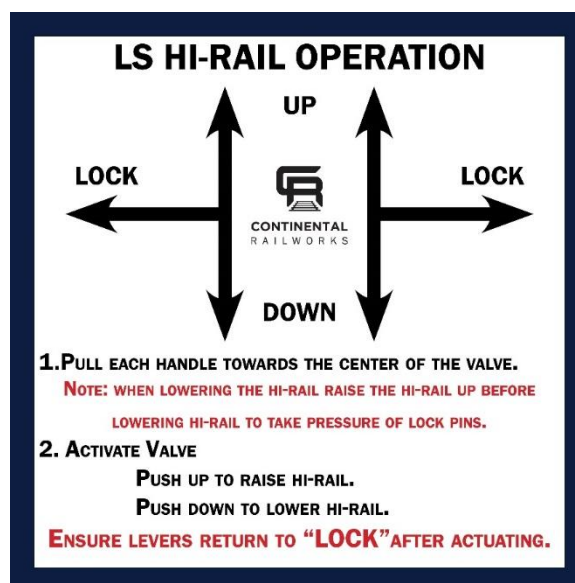 LS HI-RAIL OPERATION
UP
LOCK
LOCK
CR
CONTINENTAL
RAILWORKS
DOWN
1.PULL EACH HANDLE TOWARDS THE CENTER OF THE VALVE.
NOTE: WHEN LOWERING THE HI-RAIL RAISE THE HI-RAIL UP BEFORE
LOWERING HI-RAIL TO TAKE PRESSURE OF LOCK PINS.
2. ACTIVATE VALVE
PUSH UP TO RAISE HI-RAIL.
PUSH DOWN TO LOWER HI-RAIL.
ENSURE LEVERS RETURN TO “LOCK”AFTER ACTUATING.